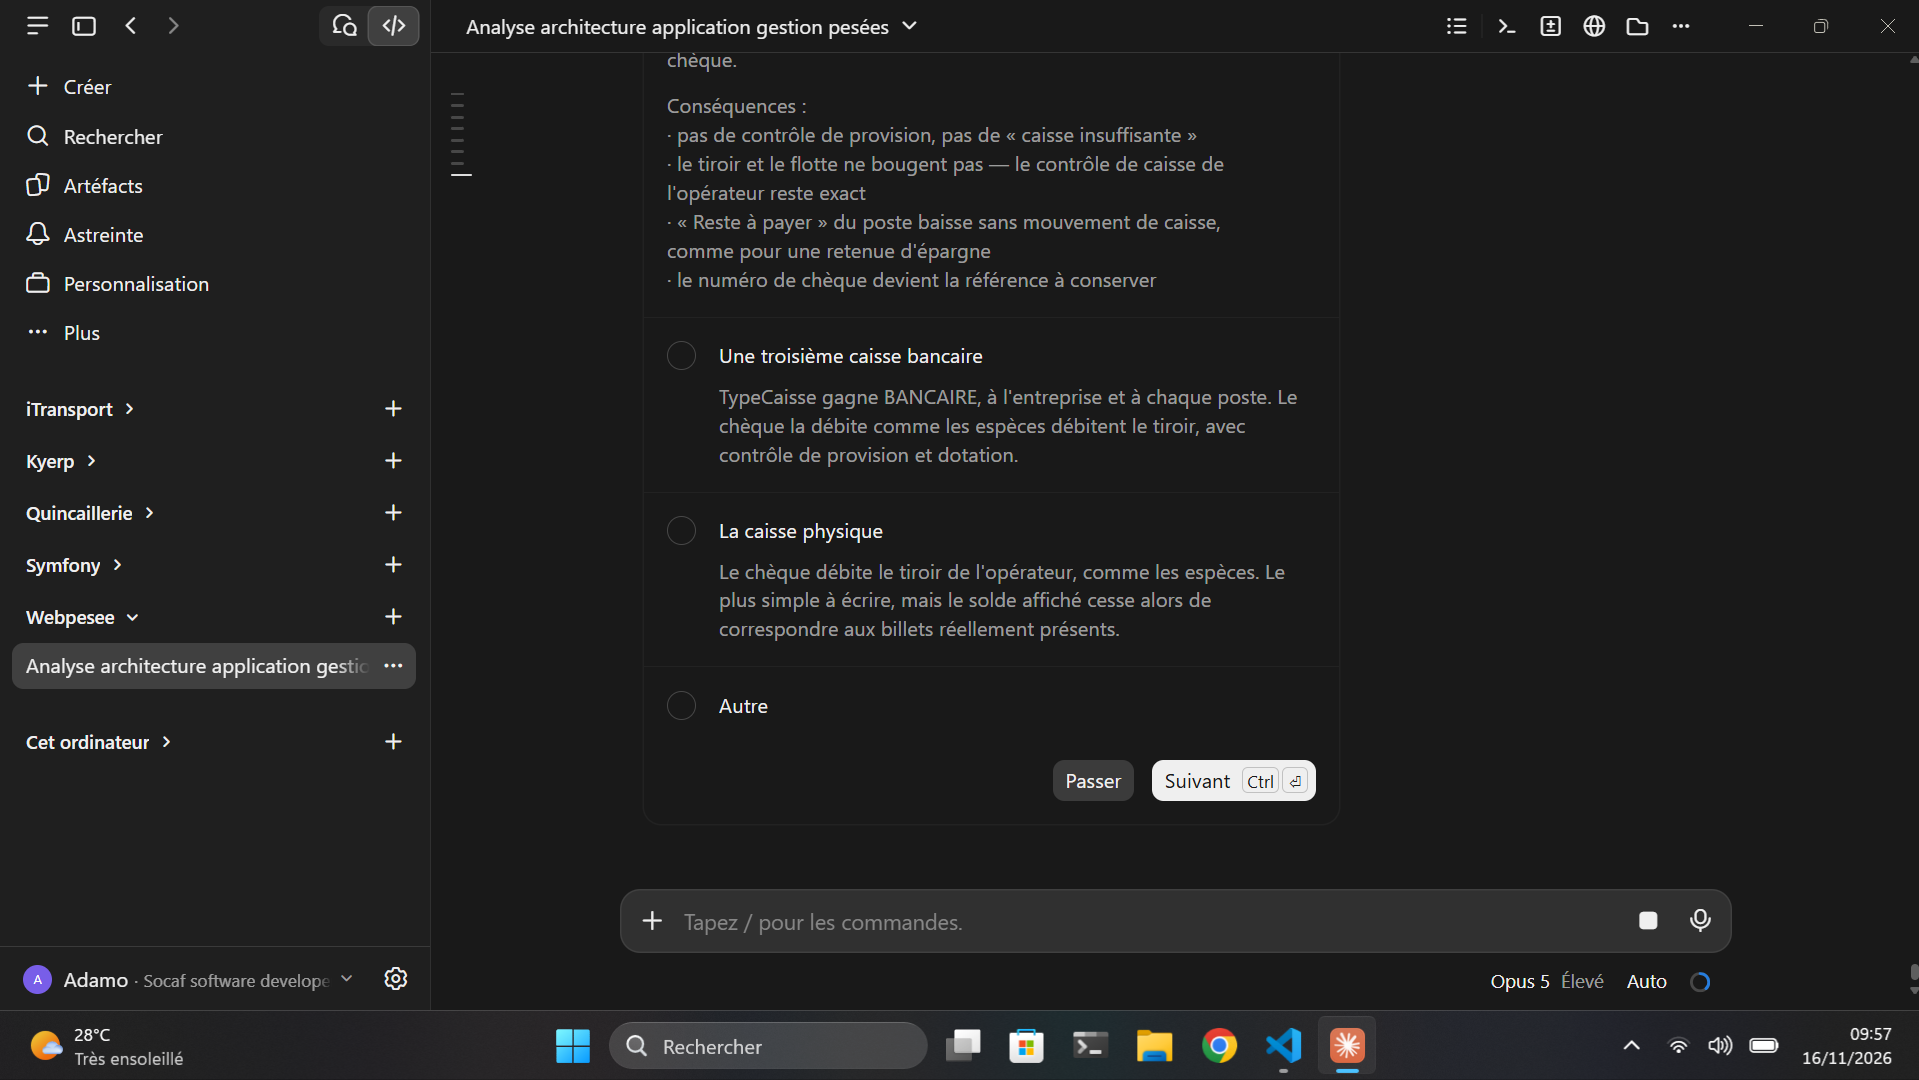 Analyse architecture application gestion pesées
Créer
Rechercher
Artéfacts
Astreinte
Personnalisation
Plus
iTransport
Kyerp
Quincaillerie
Symfony
Webpesee
Analyse architecture application gestio
Cet ordinateur
A
Adamo · Socaf software develope
chèque.
Conséquences :
· pas de contrôle de provision, pas de « caisse insuffisante »
· le tiroir et le flotte ne bougent pas — le contrôle de caisse de
l'opérateur reste exact
· « Reste à payer » du poste baisse sans mouvement de caisse,
comme pour une retenue d'épargne
· le numéro de chèque devient la référence à conserver
Une troisième caisse bancaire
TypeCaisse gagne BANCAIRE, à l'entreprise et à chaque poste. Le
chèque la débite comme les espèces débitent le tiroir, avec
contrôle de provision et dotation.
La caisse physique
Le chèque débite le tiroir de l'opérateur, comme les espèces. Le
plus simple à écrire, mais le solde affiché cesse alors de
correspondre aux billets réellement présents.
Autre
Passer
Suivant Ctrl ⏎
Tapez / pour les commandes.
Opus 5 Élevé Auto
28°C
Très ensoleillé
Rechercher
09:57
16/11/2026